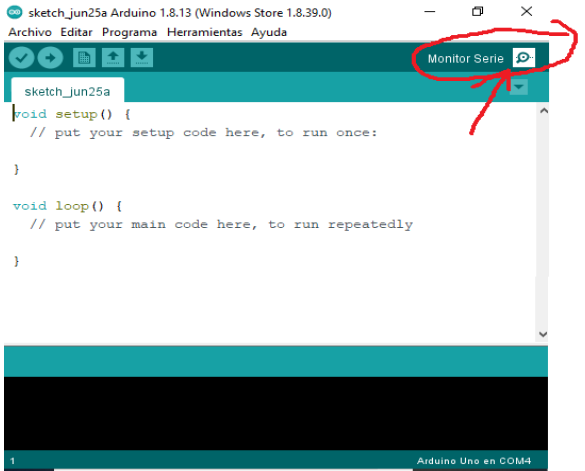 sketch_jun25a Arduino 1.8.13 (Windows Store 1.8.39.0)
Archivo Editar Programa Herramientas Ayuda
Monitor Serie
sketch_jun25a
void setup() {
// put your setup code here, to run once:
}
void loop() {
// put your main code here, to run repeatedly
}
1
Arduino Uno en COM4